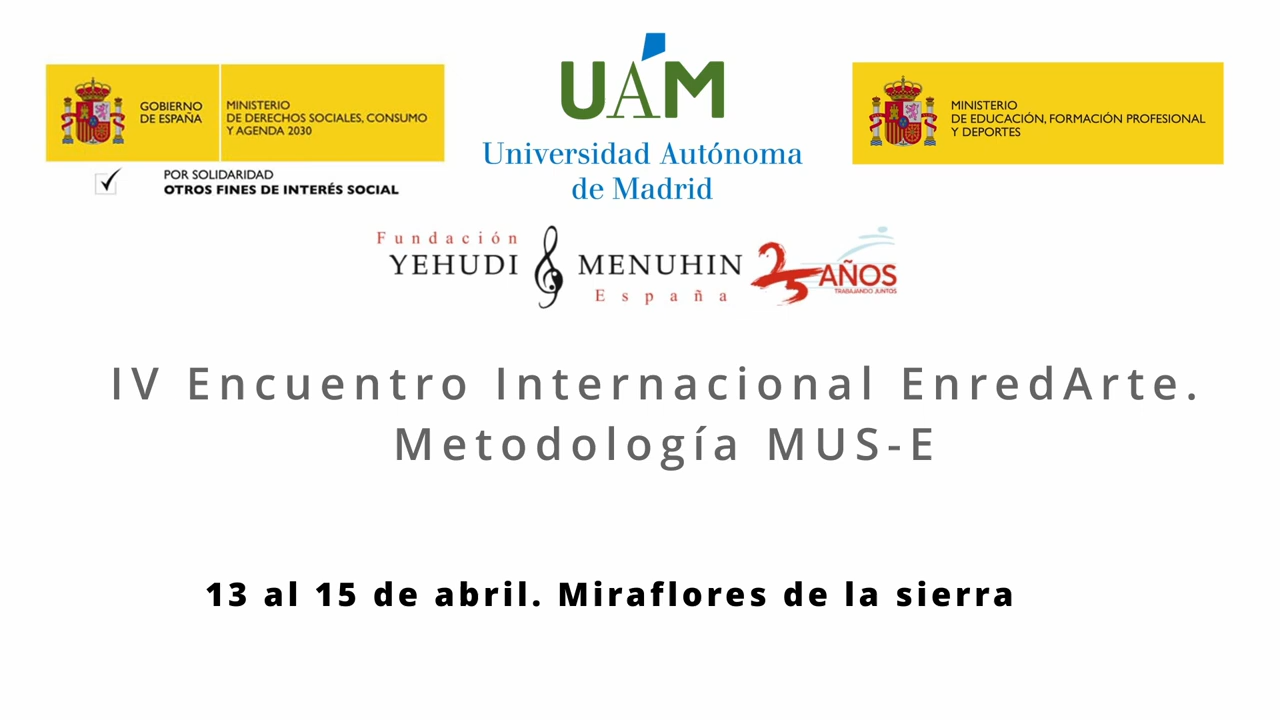 GOBIERNO
DE ESPAÑA
MINISTERIO
DE DERECHOS SOCIALES, CONSUMO
Y AGENDA 2030
POR SOLIDARIDAD
OTROS FINES DE INTERÉS SOCIAL
UAM
Universidad Autónoma
de Madrid
MINISTERIO
DE EDUCACIÓN, FORMACIÓN PROFESIONAL
Y DEPORTES
Fundación
YEHUDI MENUHIN
España
25 AÑOS
TRABAJANDO JUNTOS
IV Encuentro Internacional EnredArte.
Metodología MUS-E
13 al 15 de abril. Miraflores de la sierra